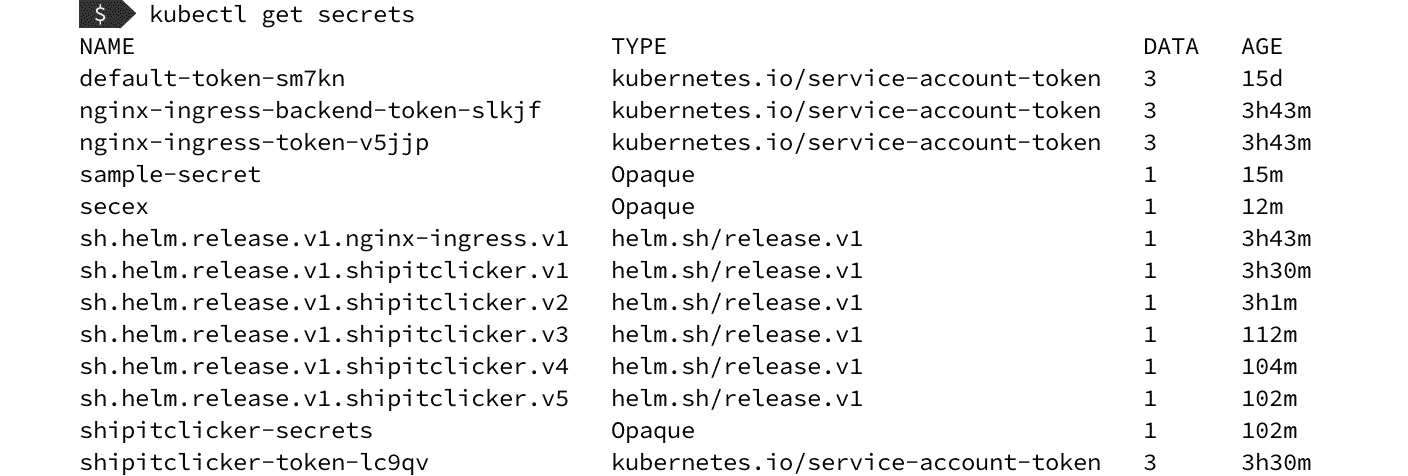 $ kubectl get secrets
NAME TYPE DATA AGE
default-token-sm7kn kubernetes.io/service-account-token 3 15d
nginx-ingress-backend-token-slkjf kubernetes.io/service-account-token 3 3h43m
nginx-ingress-token-v5jjp kubernetes.io/service-account-token 3 3h43m
sample-secret Opaque 1 15m
secex Opaque 1 12m
sh.helm.release.v1.nginx-ingress.v1 helm.sh/release.v1 1 3h43m
sh.helm.release.v1.shipitclicker.v1 helm.sh/release.v1 1 3h30m
sh.helm.release.v1.shipitclicker.v2 helm.sh/release.v1 1 3h1m
sh.helm.release.v1.shipitclicker.v3 helm.sh/release.v1 1 112m
sh.helm.release.v1.shipitclicker.v4 helm.sh/release.v1 1 104m
sh.helm.release.v1.shipitclicker.v5 helm.sh/release.v1 1 102m
shipitclicker-secrets Opaque 1 102m
shipitclicker-token-lc9qv kubernetes.io/service-account-token 3 3h30m